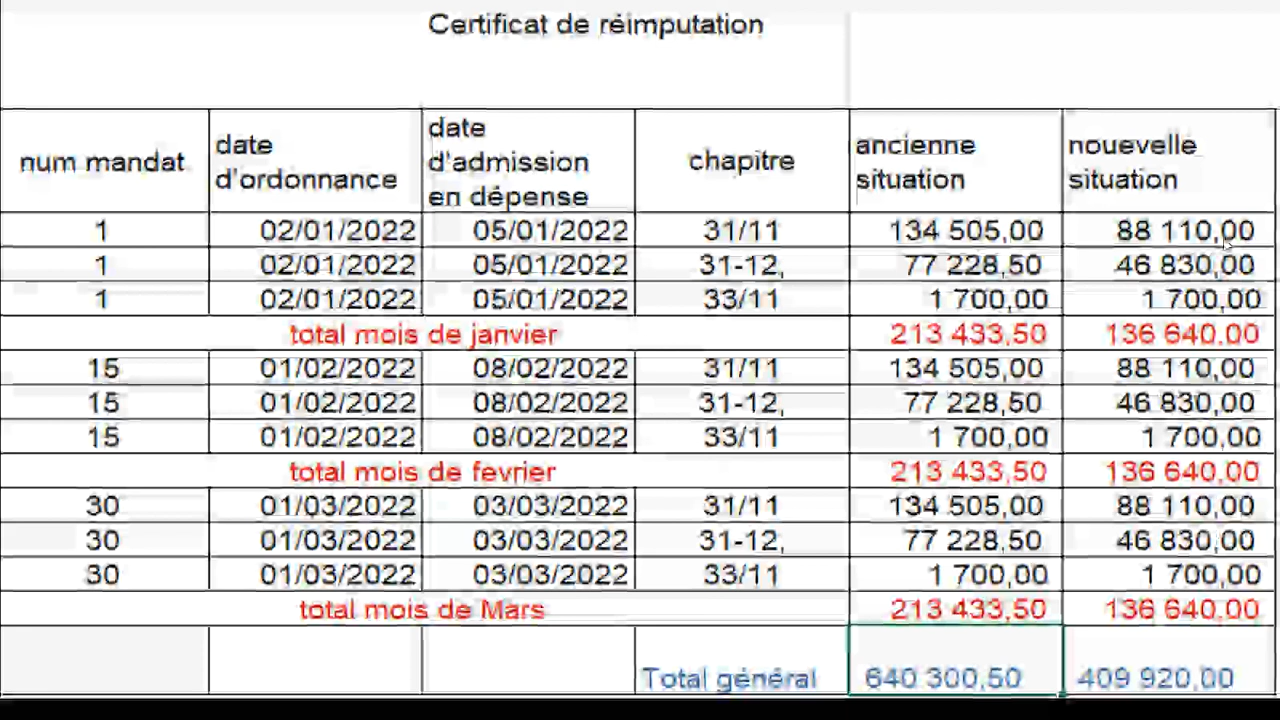 Certificat de réimputation
num mandat date d'ordonnance date d'admission en dépense chapitre ancienne situation nouevelle situation
1 02/01/2022 05/01/2022 31/11 134 505,00 88 110,00
1 02/01/2022 05/01/2022 31-12, 77 228,50 46 830,00
1 02/01/2022 05/01/2022 33/11 1 700,00 1 700,00
total mois de janvier 213 433,50 136 640,00
15 01/02/2022 08/02/2022 31/11 134 505,00 88 110,00
15 01/02/2022 08/02/2022 31-12, 77 228,50 46 830,00
15 01/02/2022 08/02/2022 33/11 1 700,00 1 700,00
total mois de fevrier 213 433,50 136 640,00
30 01/03/2022 03/03/2022 31/11 134 505,00 88 110,00
30 01/03/2022 03/03/2022 31-12, 77 228,50 46 830,00
30 01/03/2022 03/03/2022 33/11 1 700,00 1 700,00
total mois de Mars 213 433,50 136 640,00
Total général 640 300,50 409 920,00